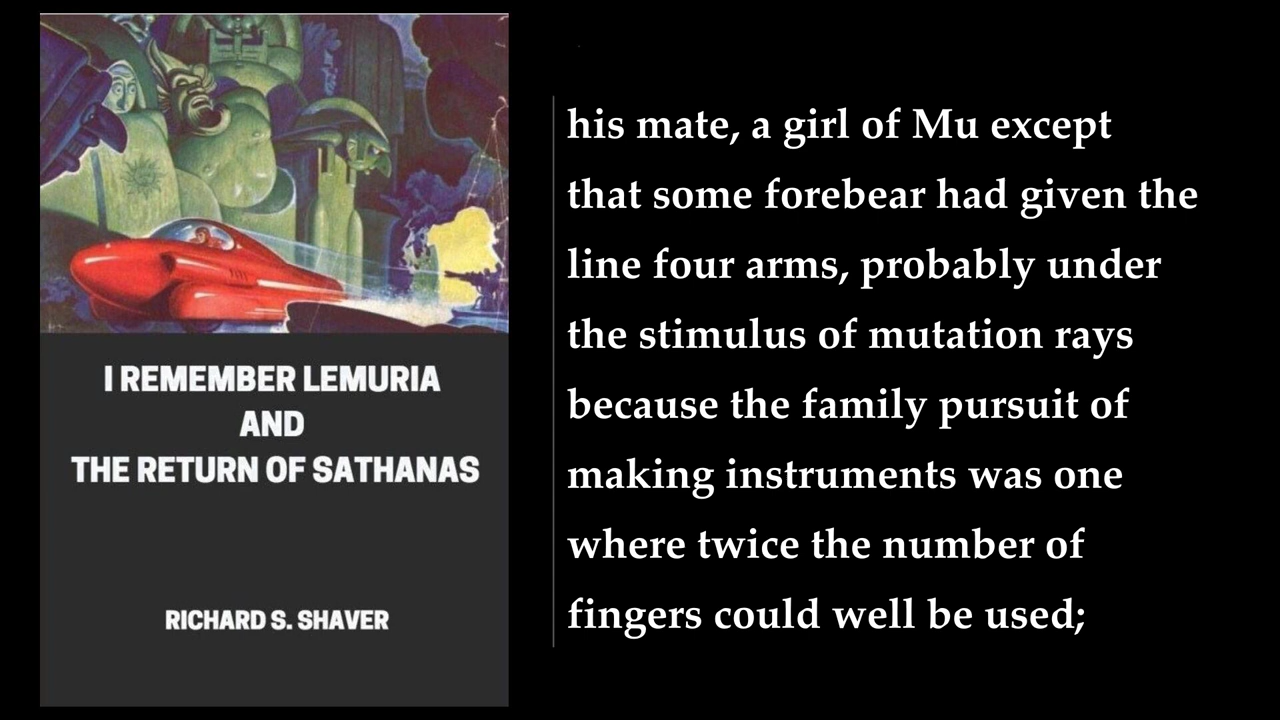 I REMEMBER LEMURIA
AND
THE RETURN OF SATHANAS
RICHARD S. SHAVER
his mate, a girl of Mu except
that some forebear had given the
line four arms, probably under
the stimulus of mutation rays
because the family pursuit of
making instruments was one
where twice the number of
fingers could well be used;